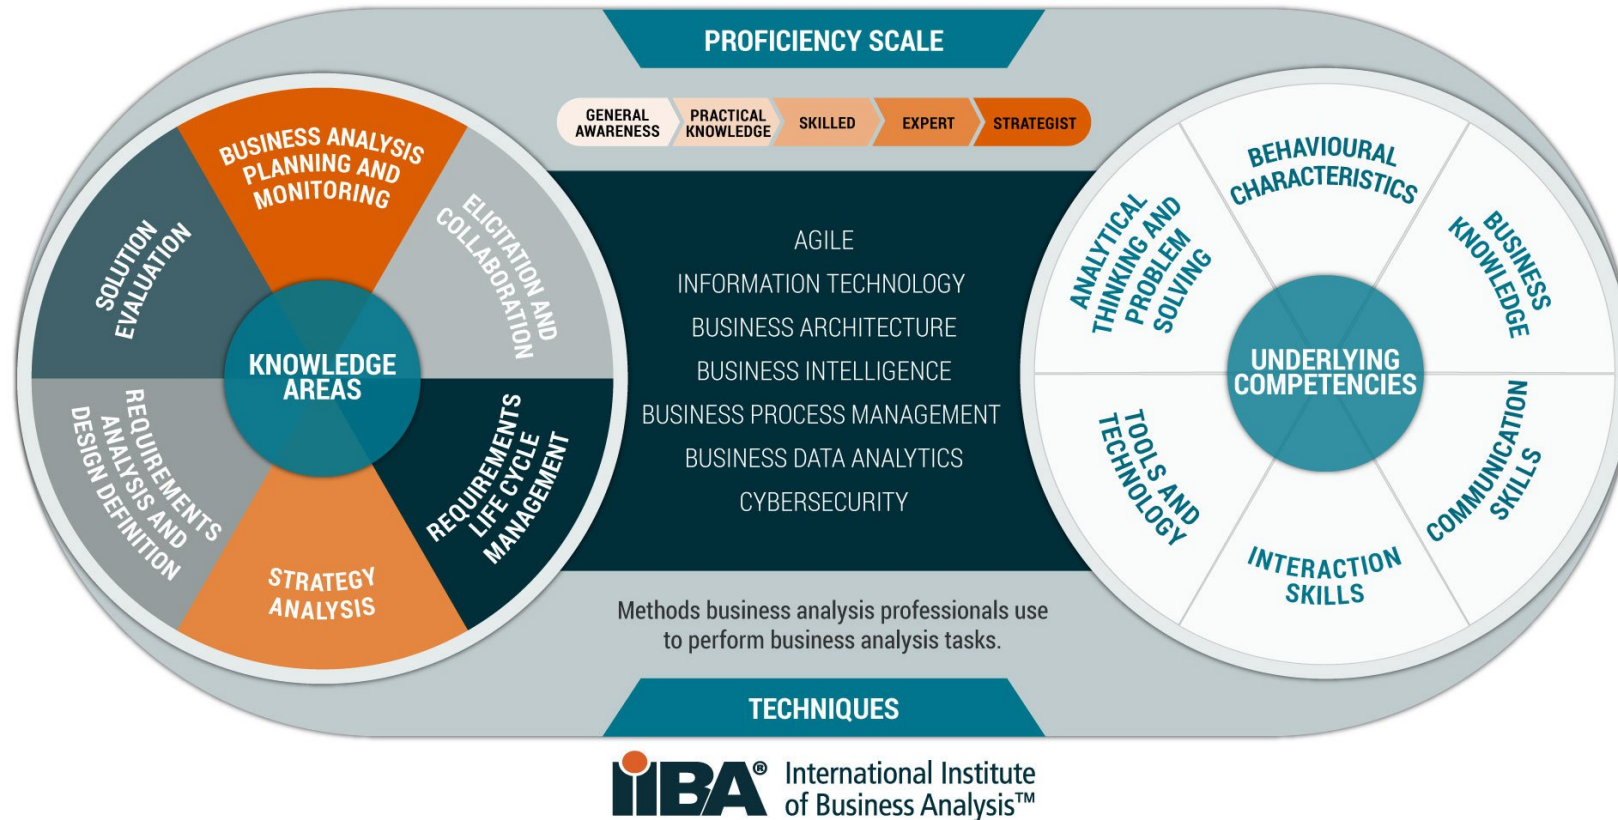 PROFICIENCY SCALE
GENERAL
AWARENESS
PRACTICAL
KNOWLEDGE
SKILLED
EXPERT
STRATEGIST
BUSINESS ANALYSIS
PLANNING AND
MONITORING
ELICITATION AND
COLLABORATION
REQUIREMENTS
LIFE CYCLE
MANAGEMENT
STRATEGY
ANALYSIS
REQUIREMENTS
ANALYSIS AND
DESIGN DEFINITION
SOLUTION
EVALUATION
KNOWLEDGE
AREAS
AGILE
INFORMATION TECHNOLOGY
BUSINESS ARCHITECTURE
BUSINESS INTELLIGENCE
BUSINESS PROCESS MANAGEMENT
BUSINESS DATA ANALYTICS
CYBERSECURITY
BEHAVIOURAL
CHARACTERISTICS
BUSINESS
KNOWLEDGE
COMMUNICATION
SKILLS
INTERACTION
SKILLS
TOOLS AND
TECHNOLOGY
ANALYTICAL
THINKING AND
PROBLEM
SOLVING
UNDERLYING
COMPETENCIES
Methods business analysis professionals use
to perform business analysis tasks.
TECHNIQUES
iiBA® International Institute
of Business Analysis™